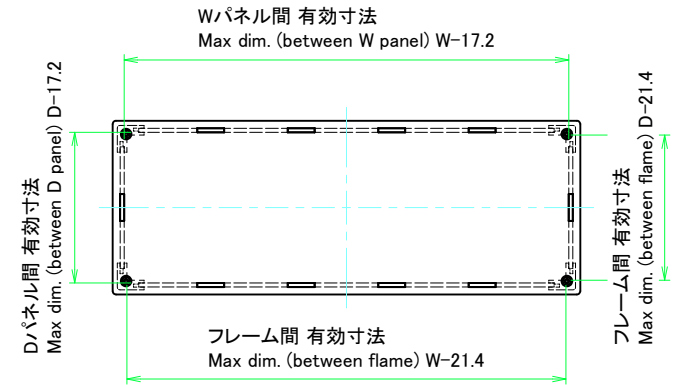 Wパネル間 有効寸法
Max dim. (between W panel) W-17.2
Dパネル間 有効寸法
Max dim. (between D panel) D-17.2
フレーム間 有効寸法
Max dim. (between flame) D-21.4
フレーム間 有効寸法
Max dim. (between flame) W-21.4